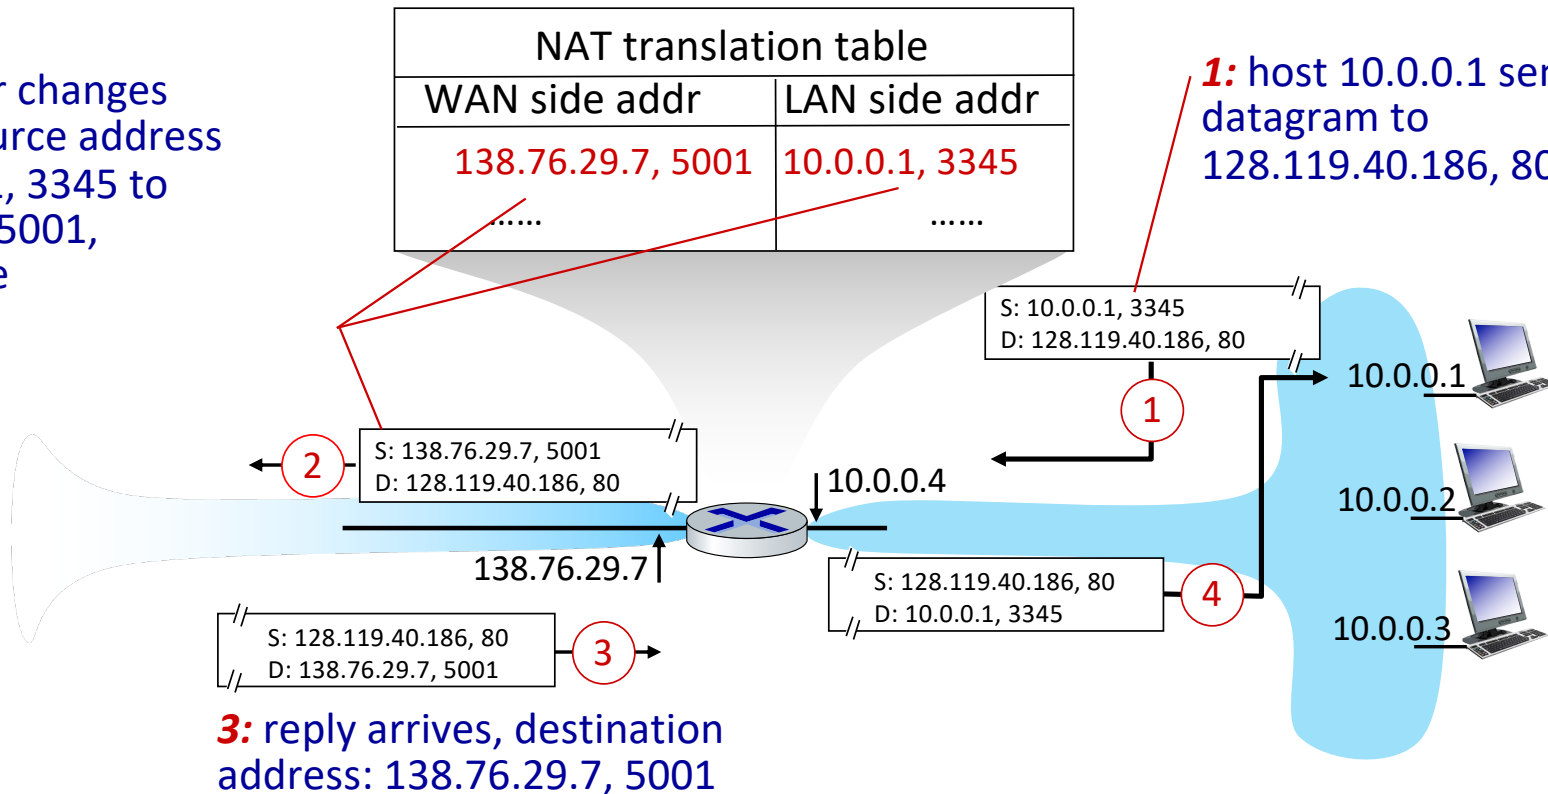 NAT translation table
WAN side addr LAN side addr
138.76.29.7, 5001 10.0.0.1, 3345
...... ......
changes
address
3345 to
5001,
1: host 10.0.0.1
datagram to
128.119.40.186, 80
S: 10.0.0.1, 3345
D: 128.119.40.186, 80
1
10.0.0.1
2
S: 138.76.29.7, 5001
D: 128.119.40.186, 80
10.0.0.4
10.0.0.2
138.76.29.7
S: 128.119.40.186, 80
D: 10.0.0.1, 3345
4
10.0.0.3
S: 128.119.40.186, 80
D: 138.76.29.7, 5001
3
3: reply arrives, destination
address: 138.76.29.7, 5001